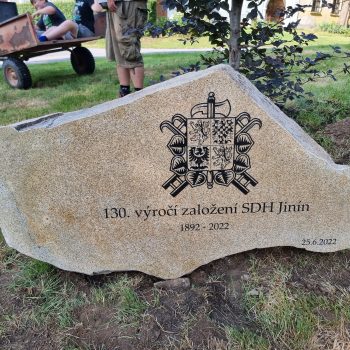 130. výročí založení SDH Jinín
1892 - 2022
25.6.2022